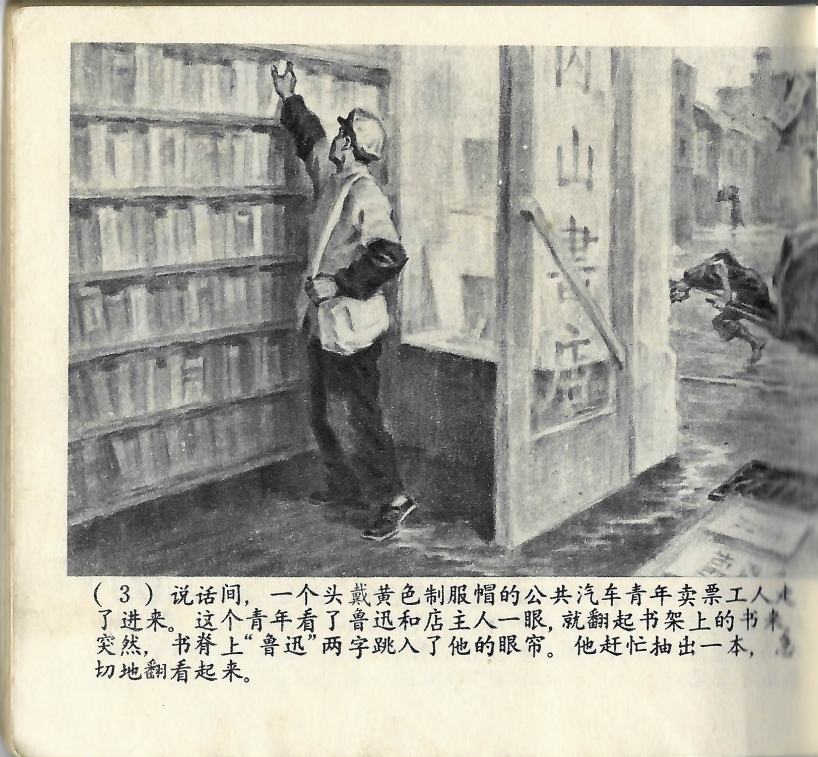 内山書店
(3)说话间,一个头戴黄色制服帽的公共汽车青年卖票工人走
了进来。这个青年看了鲁迅和店主人一眼,就翻起书架上的书来,
突然,书脊上“鲁迅”两字跳入了他的眼帘。他赶忙抽出一本,急
切地翻看起来。